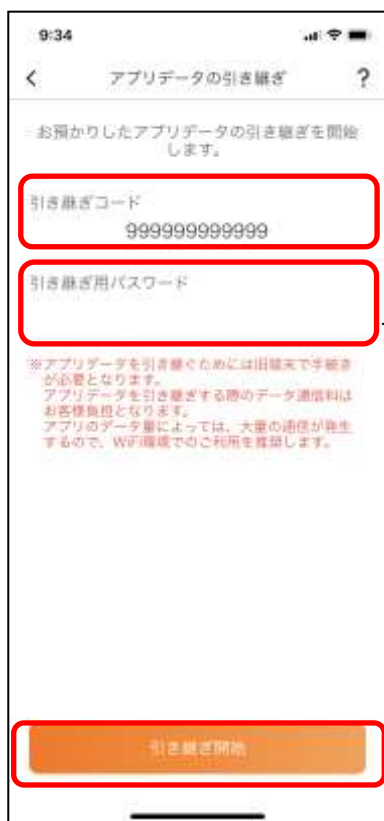 9:34
アプリデータの引き継ぎ ?
お預かりしたアプリデータの引き継ぎを開始
します。
引き継ぎコード
999999999999
引き継ぎ用パスワード
※アプリデータを引き継ぐためには旧端末で手続き
が必要となります。
アプリデータを引き継ぎする際のデータ通信料は
お客様負担となります。
アプリのデータ量によっては、大量の通信が発生
するので、WiFi環境でのご利用を推奨します。
引き継ぎ開始